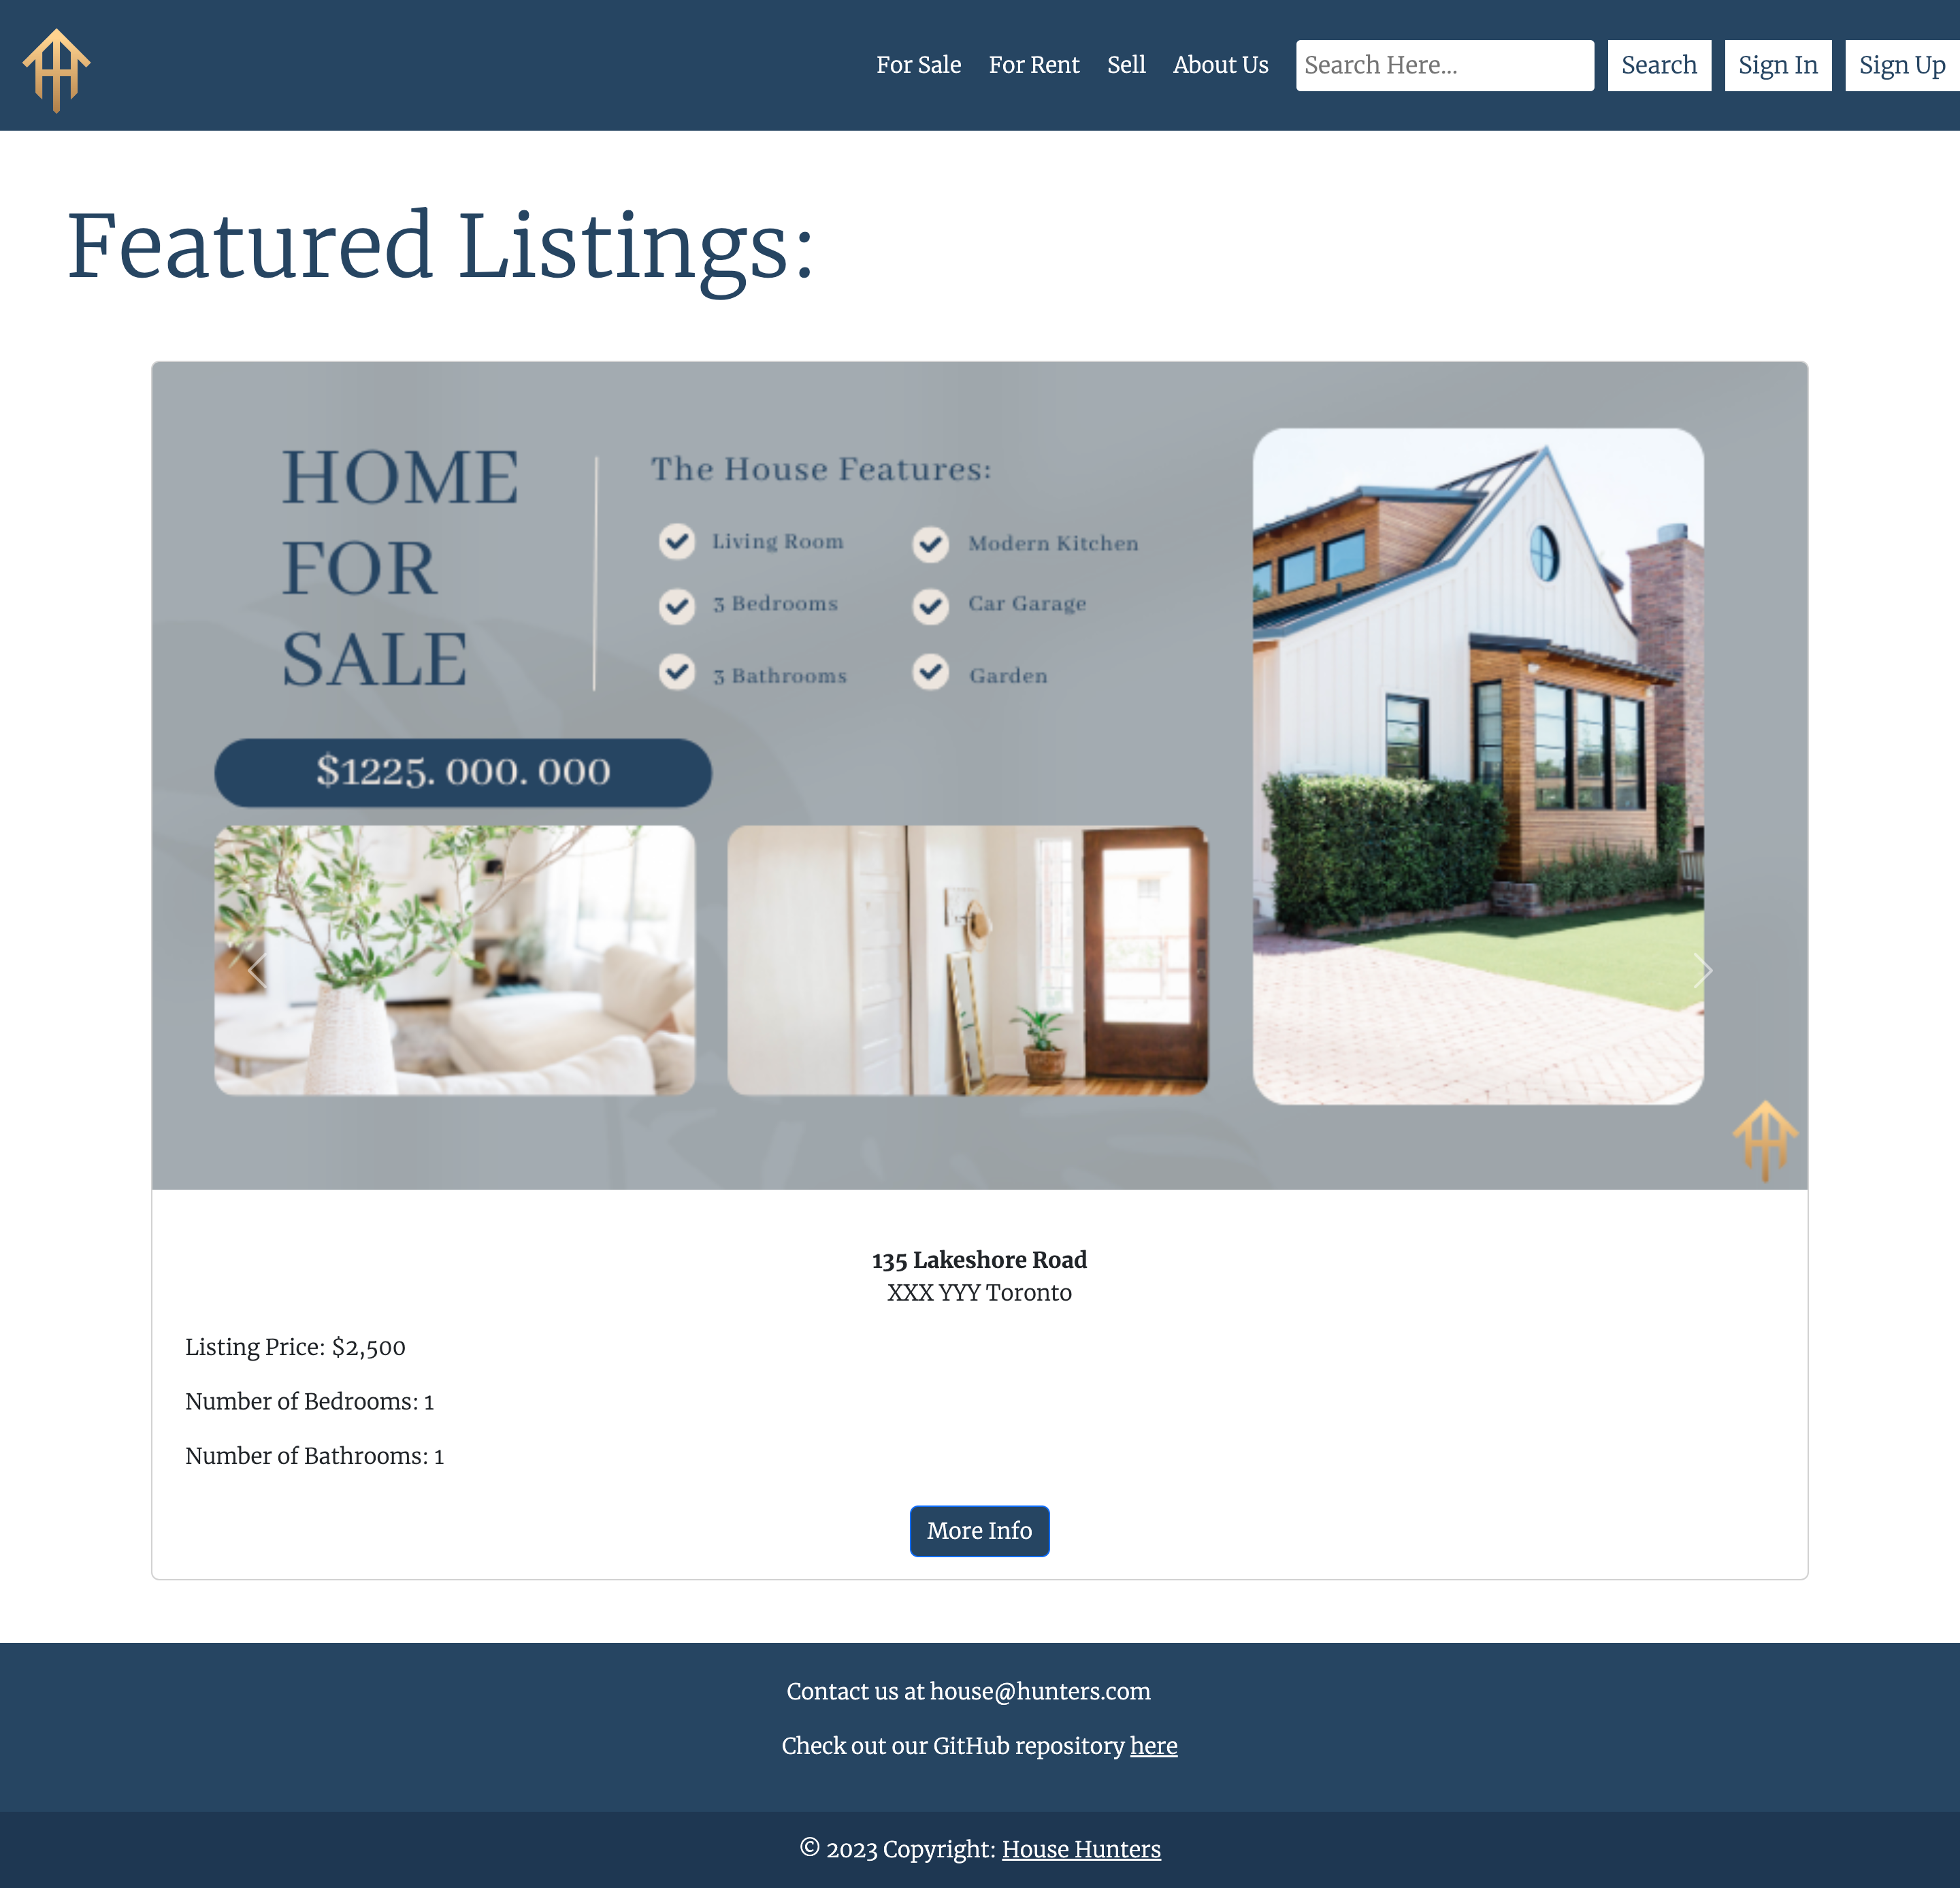 For Sale For Rent Sell About Us Search Here... Search Sign In Sign Up
Featured Listings:
HOME
FOR
SALE
The House Features:
Living Room
Modern Kitchen
3 Bedrooms
Car Garage
3 Bathrooms
Garden
$1225. 000. 000
135 Lakeshore Road
XXX YYY Toronto
Listing Price: $2,500
Number of Bedrooms: 1
Number of Bathrooms: 1
More Info
Contact us at house@hunters.com
Check out our GitHub repository here
© 2023 Copyright: House Hunters